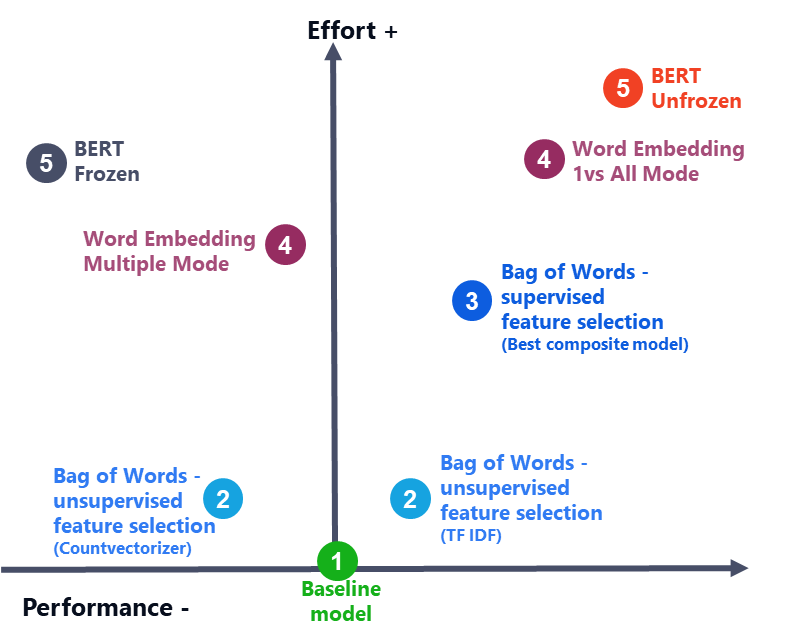 Effort +
5
BERT
Unfrozen
5
BERT
Frozen
4
Word Embedding
1vs All Mode
Word Embedding
Multiple Mode
4
3
Bag of Words -
supervised
feature selection
(Best composite model)
Bag of Words -
unsupervised
feature selection
(Countvectorizer)
2
2
Bag of Words -
unsupervised
feature selection
(TF IDF)
1
Baseline
model
Performance -